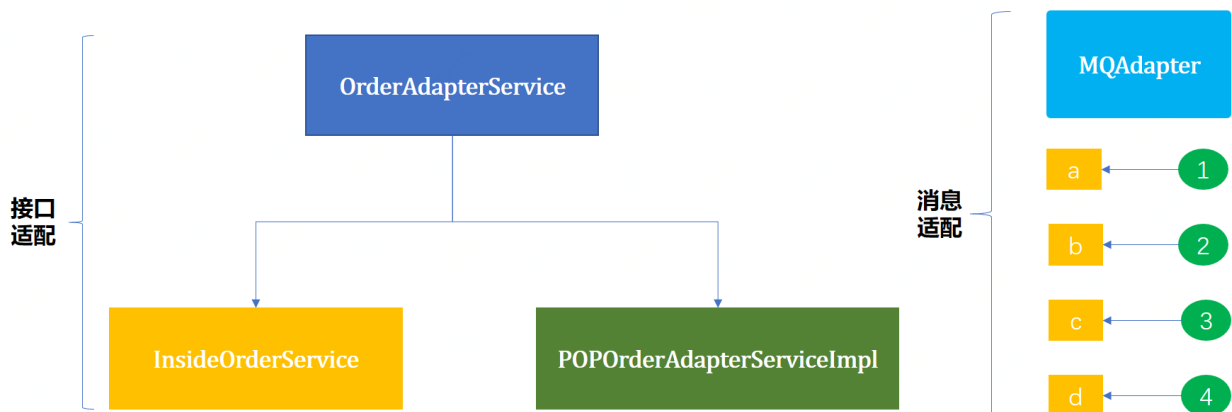 接口
适配
OrderAdapterService
InsideOrderService
POPOrderAdapterServiceImpl
消息
适配
MQAdapter
a
1
b
2
c
3
d
4